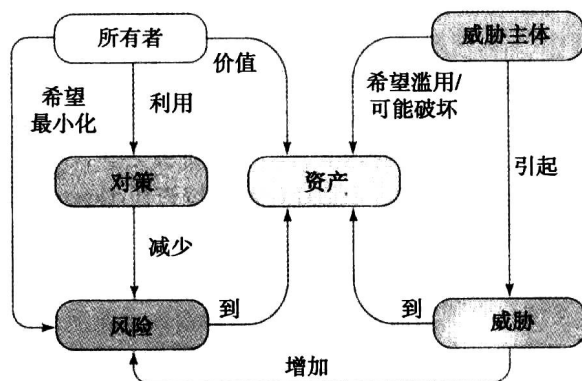 所有者
威胁主体
价值
希望
最小化
利用
希望滥用/
可能破坏
引起
对策
资产
减少
风险
到
到
威胁
增加